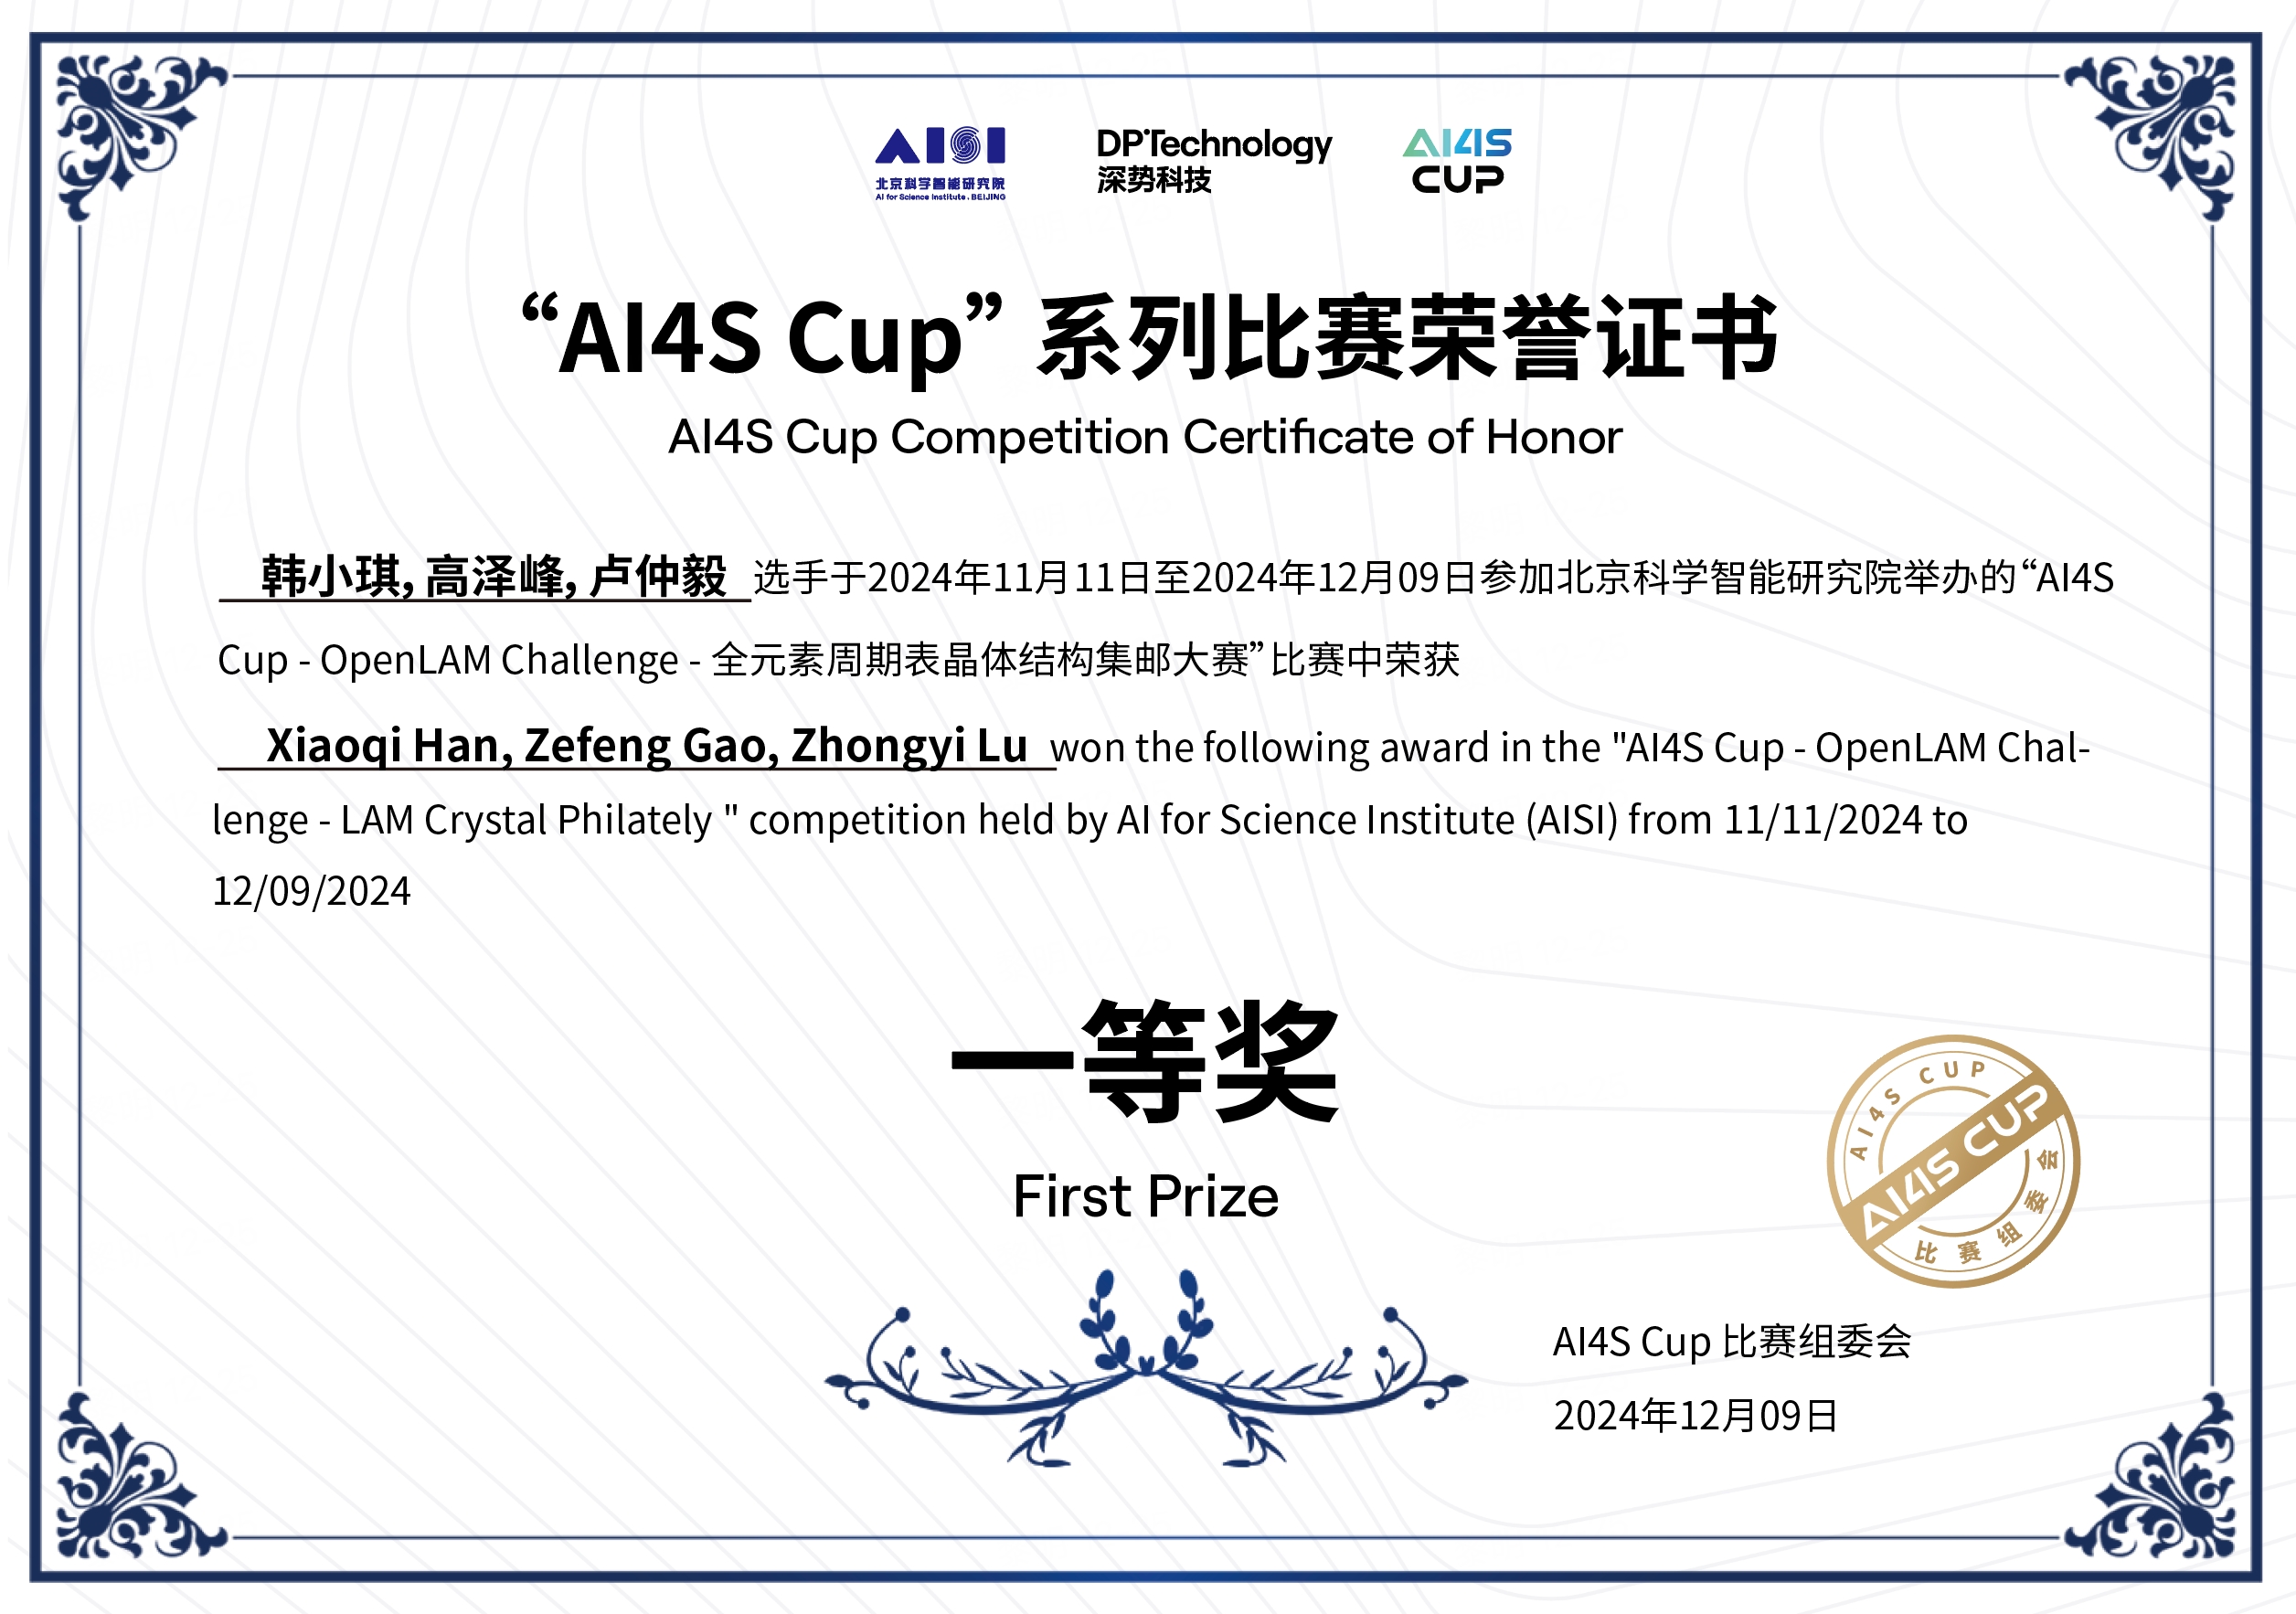 AISI
北京科学智能研究院
AI for Science Institute, BEIJING
DP Technology
深势科技
AI4S
CUP
“AI4S Cup”系列比赛荣誉证书
AI4S Cup Competition Certificate of Honor
韩小琪, 高泽峰, 卢仲毅 选手于2024年11月11日至2024年12月09日参加北京科学智能研究院举办的“AI4S
Cup - OpenLAM Challenge - 全元素周期表晶体结构集邮大赛”比赛中荣获
Xiaoqi Han, Zefeng Gao, Zhongyi Lu won the following award in the "AI4S Cup - OpenLAM Chal-
lenge - LAM Crystal Philately " competition held by AI for Science Institute (AISI) from 11/11/2024 to
12/09/2024
一等奖
First Prize
AI4S CUP
AI4S CUP
比赛组委会
AI4S Cup 比赛组委会
2024年12月09日